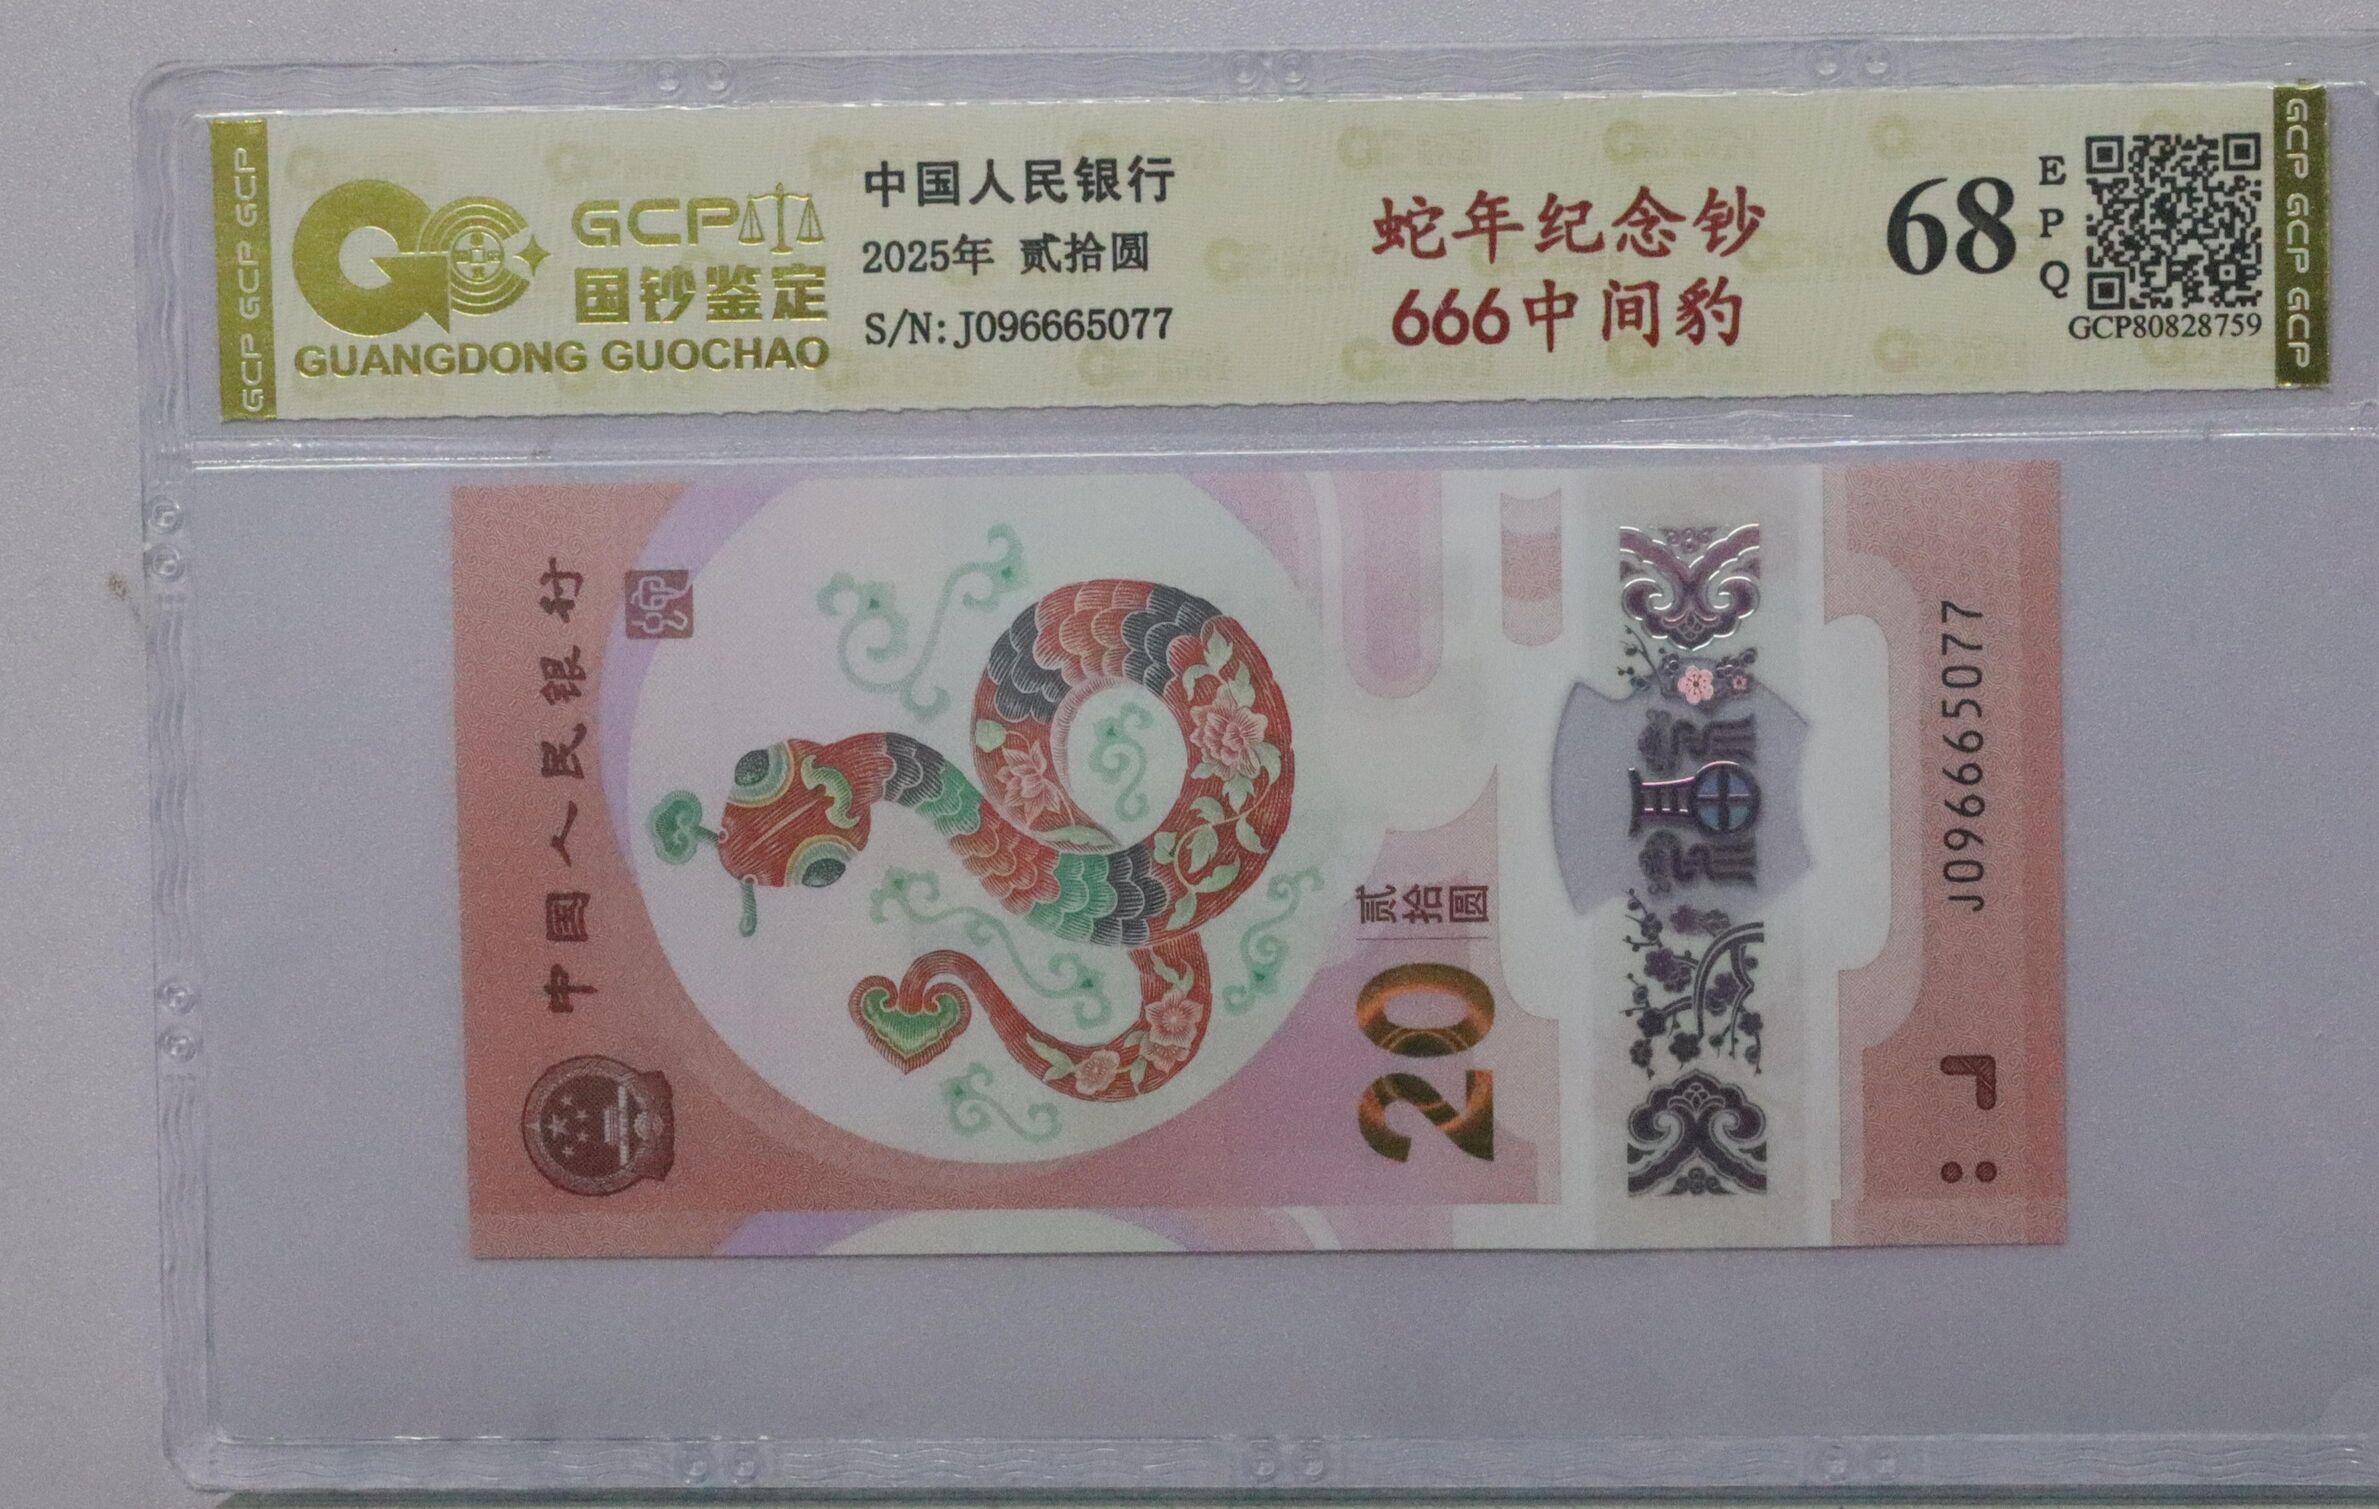 GCP GCP GCP
GCP
国钞鉴定
GUANGDONG GUOCHAO
中国人民银行
2025年 贰拾圆
S/N:J096665077
蛇年纪念钞
666中间豹
68
E
P
Q
GCP80828759
GCP GCP GCP
中国人民银行
贰拾圆
20
福
J096665077